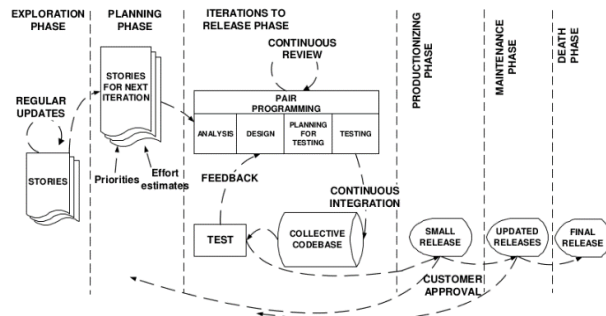 EXPLORATION
PHASE
PLANNING
PHASE
ITERATIONS TO
RELEASE PHASE
PRODUCTIONIZING
PHASE
MAINTENANCE
PHASE
DEATH
PHASE
CONTINUOUS
REVIEW
STORIES
FOR NEXT
ITERATION
REGULAR
UPDATES
PAIR
PROGRAMMING
ANALYSIS
DESIGN
PLANNING
FOR
TESTING
TESTING
STORIES
Priorities
Effort
estimates
FEEDBACK
CONTINUOUS
INTEGRATION
TEST
COLLECTIVE
CODEBASE
SMALL
RELEASE
UPDATED
RELEASES
FINAL
RELEASE
CUSTOMER
APPROVAL